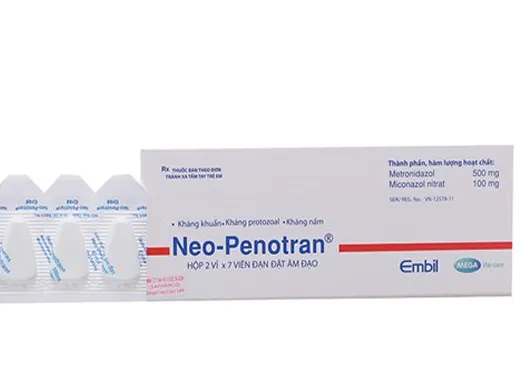 Rx THUỐC BÁN THEO ĐƠN
TRÁNH XA TẦM TAY TRẺ EM
Thành phần, hàm lượng hoạt chất:
Metronidazol 500 mg
Miconazol nitrat 100 mg
SĐK/ REG. No.: VN-12578-11
• Kháng khuẩn • Kháng protozoal • Kháng nấm
Neo-Penotran®
HỘP 2 VỈ x 7 VIÊN ĐẠN ĐẶT ÂM ĐẠO
Embil
MEGA We care